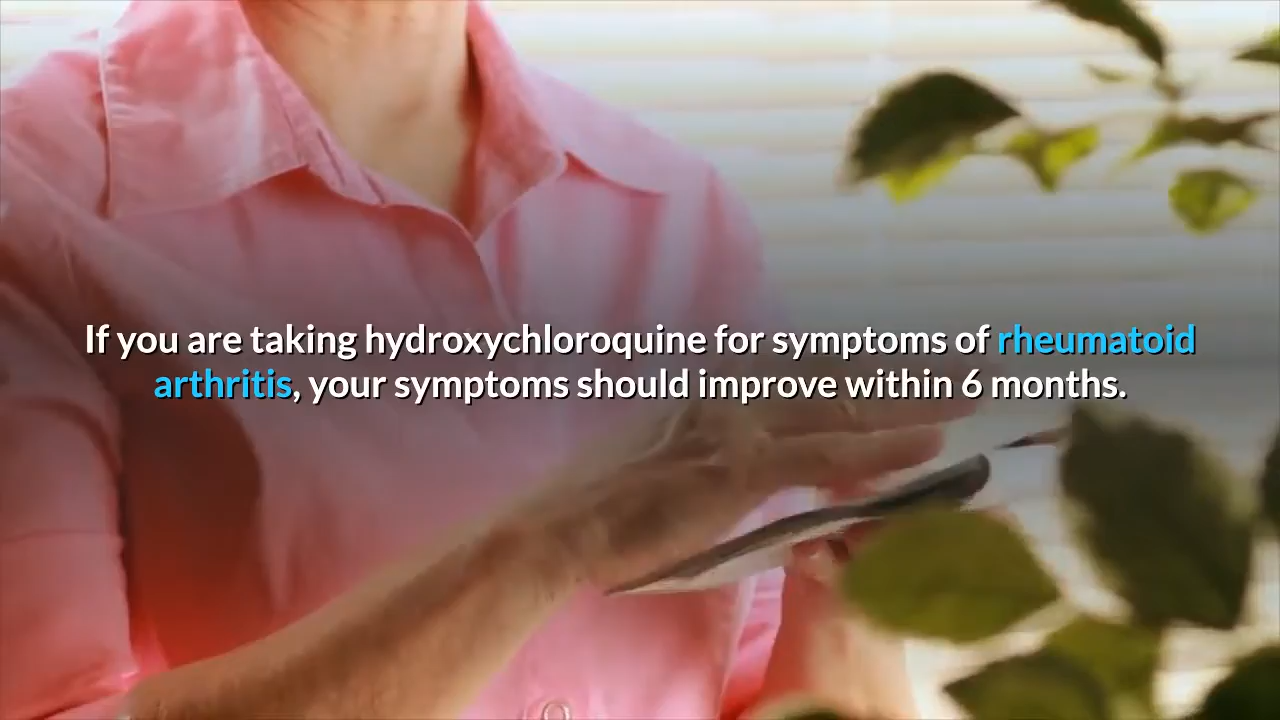 If you are taking hydroxychloroquine for symptoms of rheumatoid
arthritis, your symptoms should improve within 6 months.